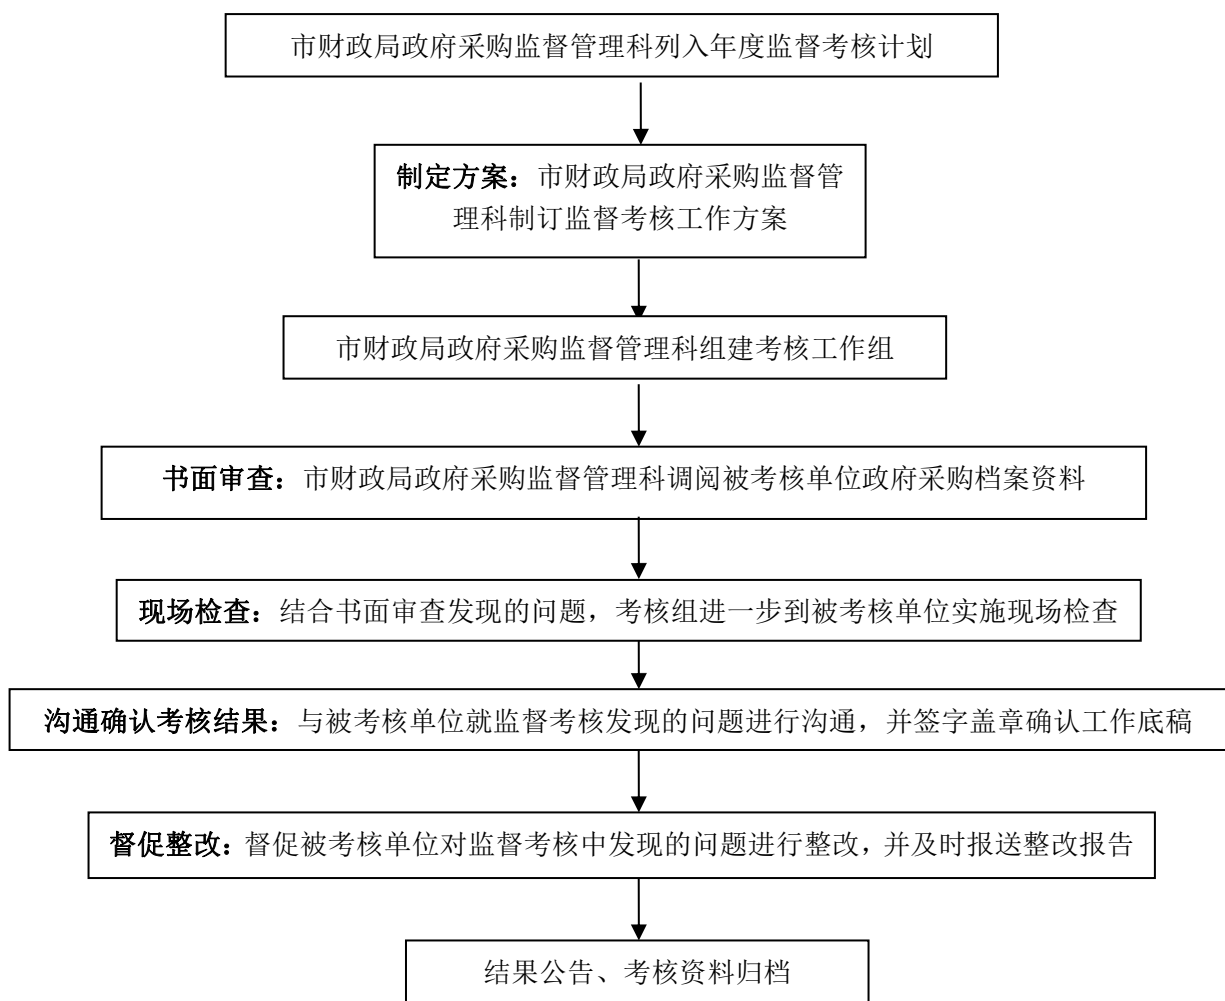 市财政局政府采购监督管理科列入年度监督考核计划
制定方案：市财政局政府采购监督管
理科制订监督考核工作方案
市财政局政府采购监督管理科组建考核工作组
书面审查：市财政局政府采购监督管理科调阅被考核单位政府采购档案资料
现场检查：结合书面审查发现的问题，考核组进一步到被考核单位实施现场检查
沟通确认考核结果：与被考核单位就监督考核发现的问题进行沟通，并签字盖章确认工作底稿
督促整改：督促被考核单位对监督考核中发现的问题进行整改，并及时报送整改报告
结果公告、考核资料归档